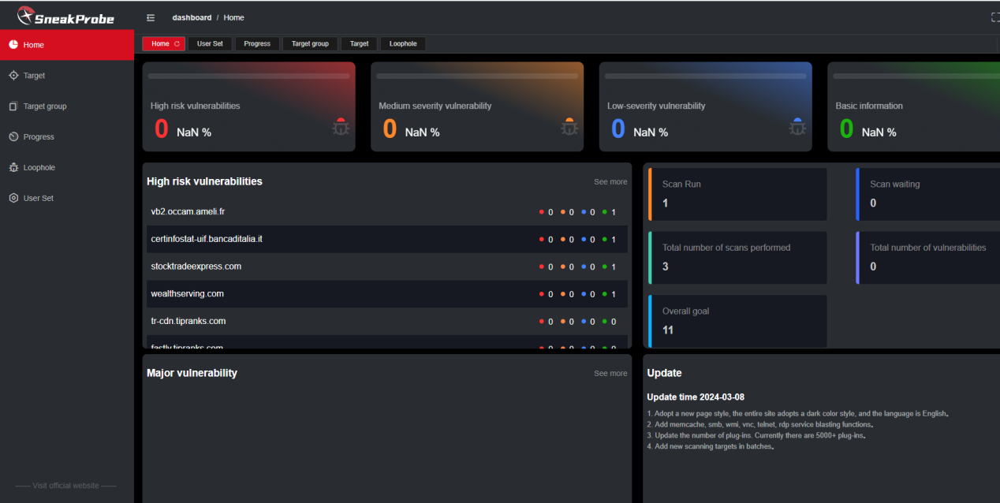 SneakProbe
dashboard / Home
Home
User Set
Progress
Target group
Target
Loophole
Home
Target
Target group
Progress
Loophole
User Set
Visit official website
High risk vulnerabilities
0 NaN %
Medium severity vulnerability
0 NaN %
Low-severity vulnerability
0 NaN %
Basic information
0 NaN %
High risk vulnerabilities
See more
vb2.occam.ameli.fr 0 0 0 1
certinfostat-uif.bancaditalia.it 0 0 0 1
stocktradeexpress.com 0 0 0 1
wealthserving.com 0 0 0 1
tr-cdn.tipranks.com 0 0 0 0
fastly.tipranks.com 0 0 0 0
Scan Run
1
Scan waiting
0
Total number of scans performed
3
Total number of vulnerabilities
0
Overall goal
11
Major vulnerability
See more
Update
Update time 2024-03-08
1. Adopt a new page style, the entire site adopts a dark color style, and the language is English。
2. Add memcache, smb, wmi, vnc, telnet, rdp service blasting functions。
3. Update the number of plug-ins. Currently there are 5000+ plug-ins。
4. Add new scanning targets in batches。